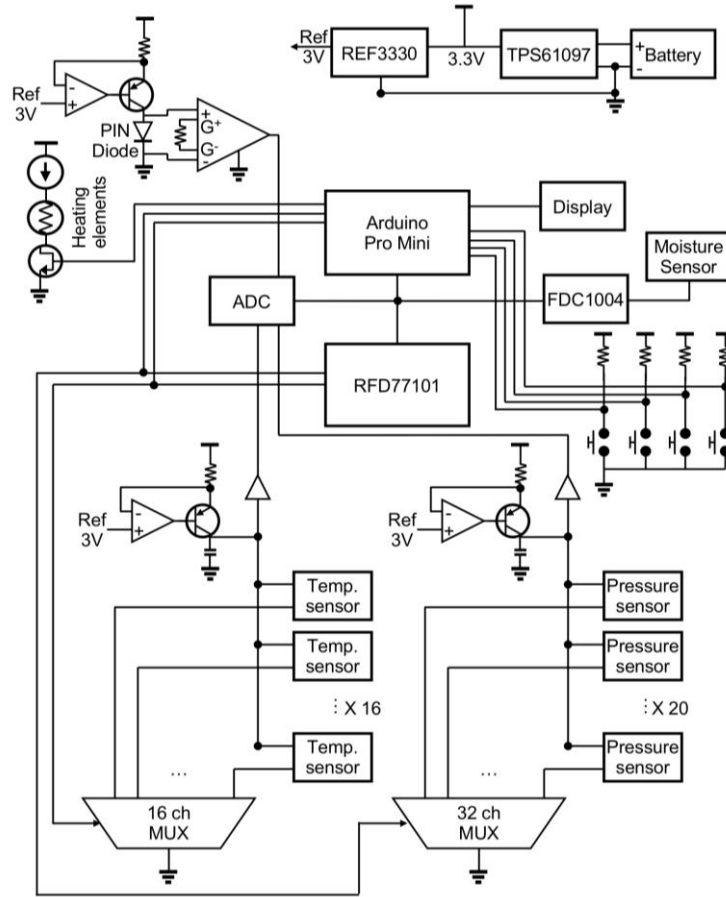 Ref
3V
REF3330
3.3V
TPS61097
+
-
Battery
Ref
3V
-
+
PIN
Diode
+
G+
G-
-
Heating
elements
Arduino
Pro Mini
Display
Moisture
Sensor
ADC
FDC1004
RFD77101
Ref
3V
-
+
Ref
3V
-
+
Temp.
sensor
Pressure
sensor
Temp.
sensor
Pressure
sensor
⋮ X 16
⋮ X 20
Temp.
sensor
Pressure
sensor
...
...
16 ch
MUX
32 ch
MUX